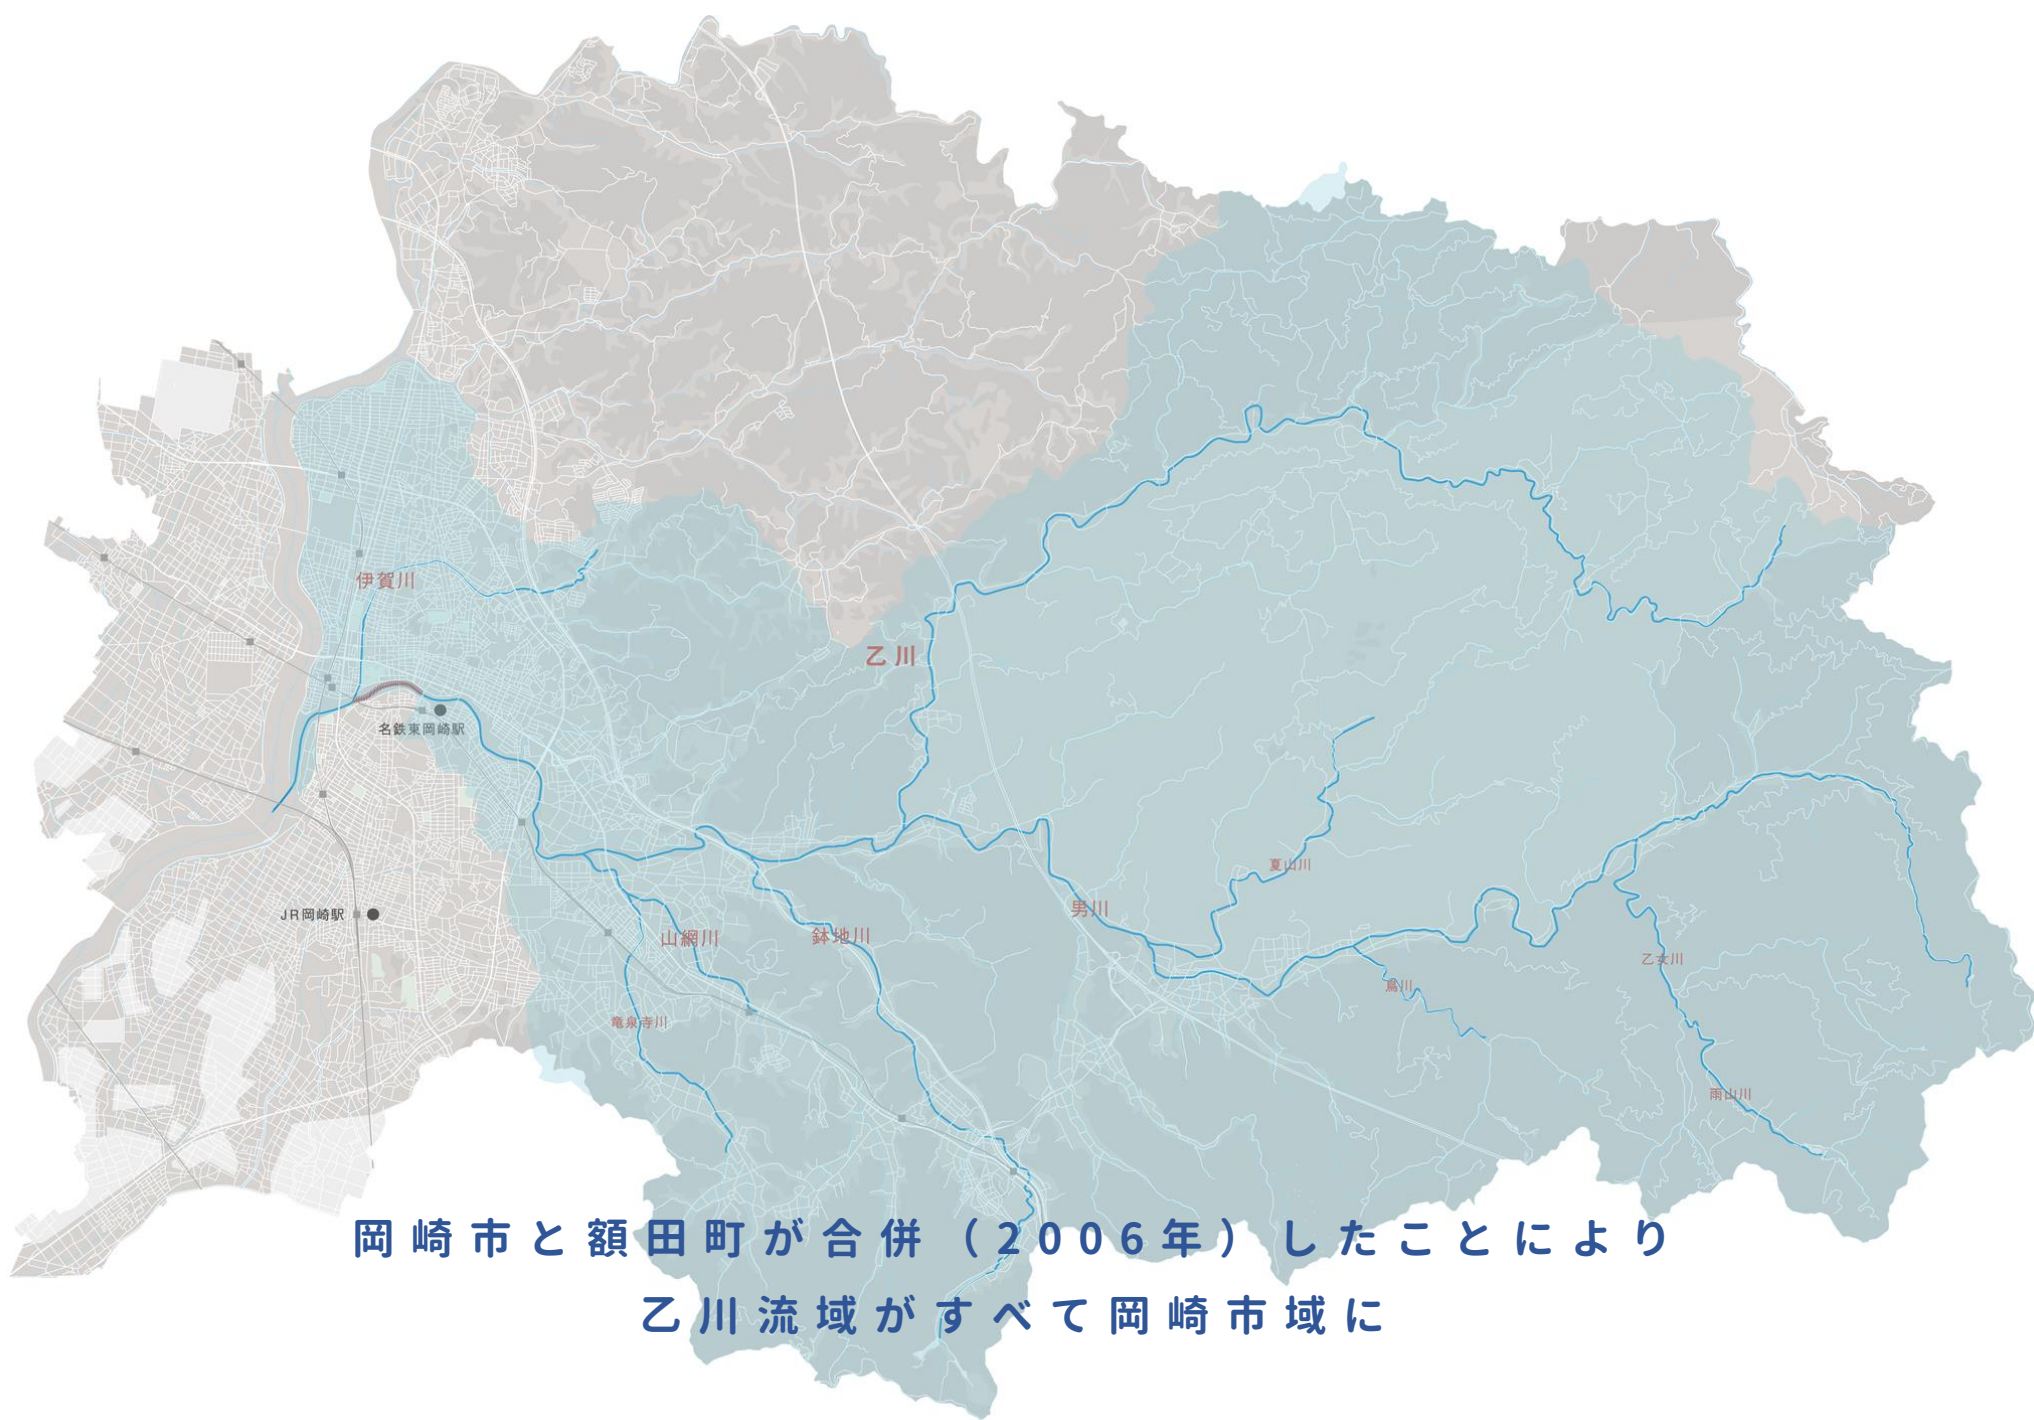 伊賀川
乙川
名鉄東岡崎駅
夏山川
男川
JR岡崎駅
山綱川
鉢地川
乙女川
鳥川
竜泉寺川
雨山川
岡崎市と額田町が合併（2006年）したことにより
乙川流域がすべて岡崎市域に